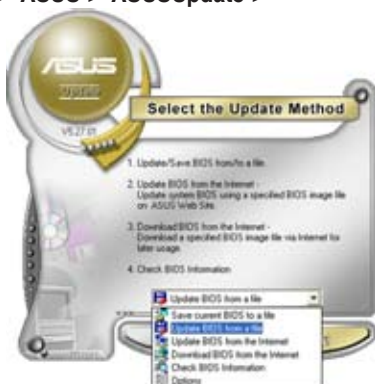 ASUS
Update
V5.27.01
Select the Update Method
1. Update/Save BIOS from/to a file.
2. Update BIOS from the Internet -
Update system BIOS using a specified BIOS image file
on ASUS Web Site.
3. Download BIOS from the Internet -
Download a specified BIOS image file via Internet for
later usage.
4. Check BIOS Information
Update BIOS from a file
Save current BIOS to a file
Update BIOS from a file
Update BIOS from the Internet
Download BIOS from the Internet
Check BIOS Information
Options